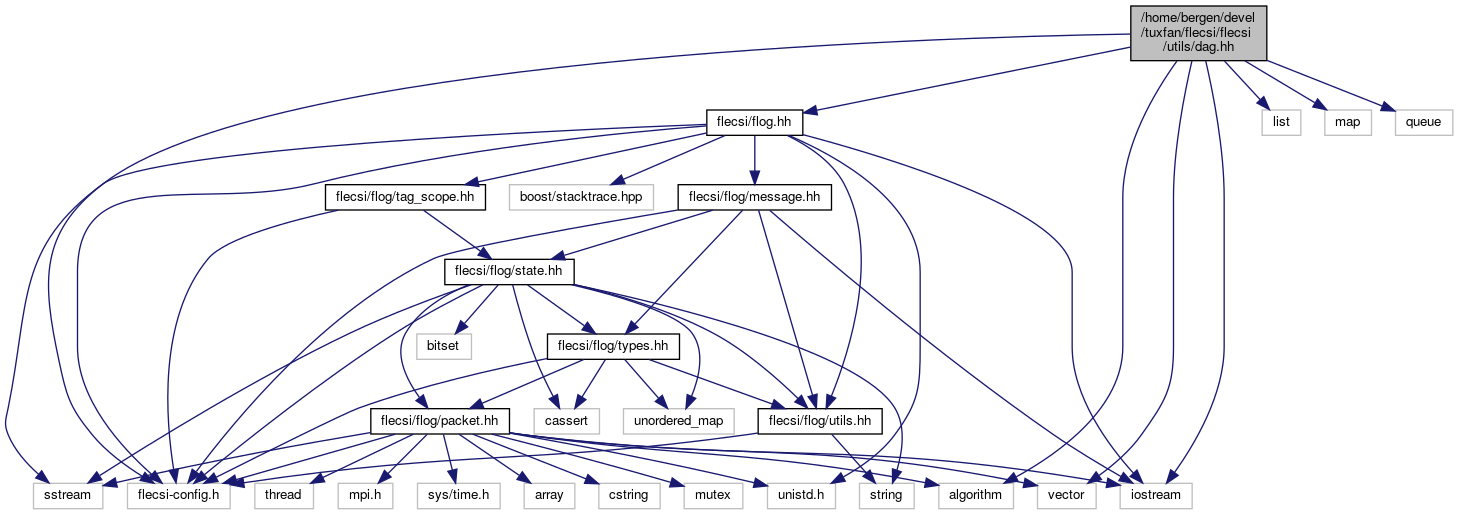 /home/bergen/devel
/tuxfan/flecsi/flecsi
/utils/dag.hh
flecsi/flog.hh
list
map
queue
flecsi/flog/tag_scope.hh
boost/stacktrace.hpp
flecsi/flog/message.hh
flecsi/flog/state.hh
bitset
flecsi/flog/types.hh
flecsi/flog/packet.hh
cassert
unordered_map
flecsi/flog/utils.hh
sstream
flecsi-config.h
thread
mpi.h
sys/time.h
array
cstring
mutex
unistd.h
string
algorithm
vector
iostream